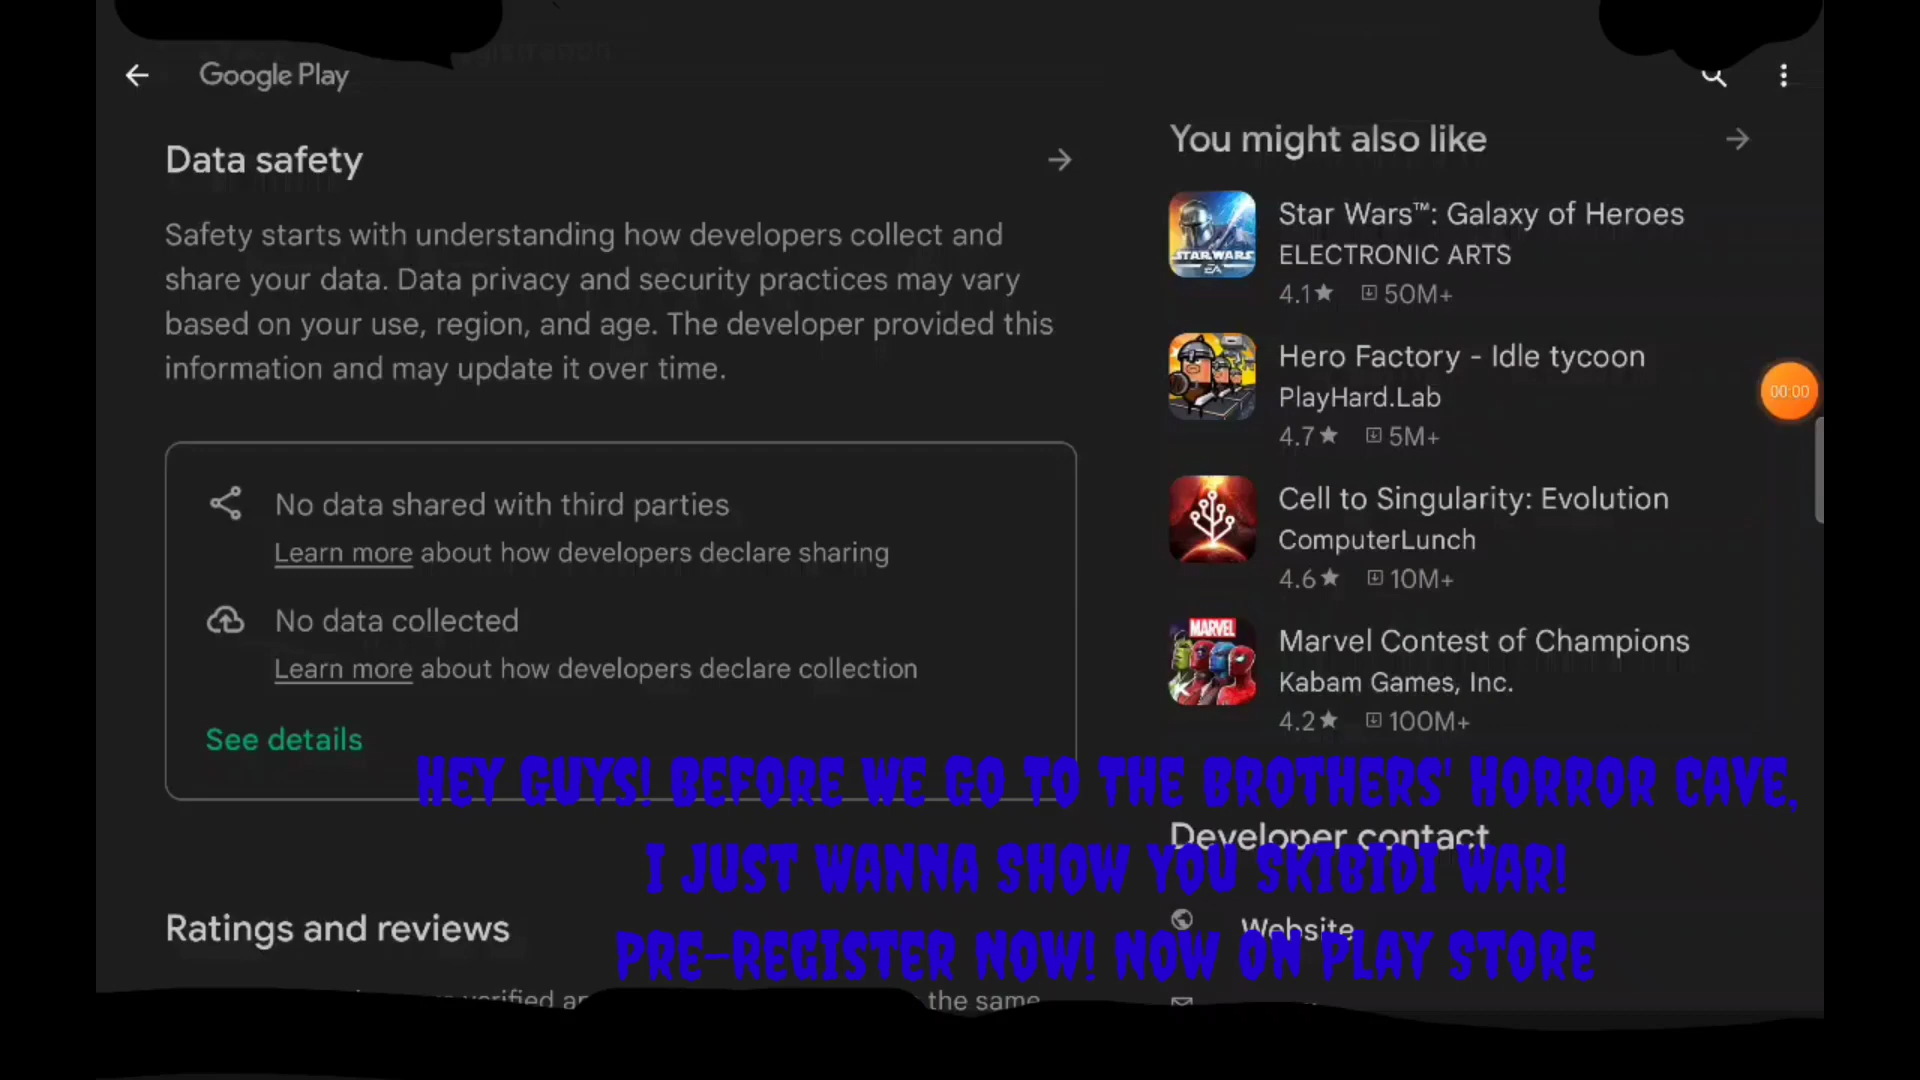 Google Play
Data safety
Safety starts with understanding how developers collect and
share your data. Data privacy and security practices may vary
based on your use, region, and age. The developer provided this
information and may update it over time.
No data shared with third parties
Learn more about how developers declare sharing
No data collected
Learn more about how developers declare collection
See details
Ratings and reviews
the same
You might also like
Star Wars™: Galaxy of Heroes
ELECTRONIC ARTS
4.1★ 50M+
Hero Factory - Idle tycoon
PlayHard.Lab
4.7★ 5M+
Cell to Singularity: Evolution
ComputerLunch
4.6★ 10M+
MARVEL
Marvel Contest of Champions
Kabam Games, Inc.
4.2★ 100M+
Developer contact
Website
STAR WARS
EA
00:00
HEY GUYS! BEFORE WE GO TO THE BROTHERS' HORROR CAVE,
I JUST WANNA SHOW YOU SKIBIDI WAR!
PRE-REGISTER NOW! NOW ON PLAY STORE